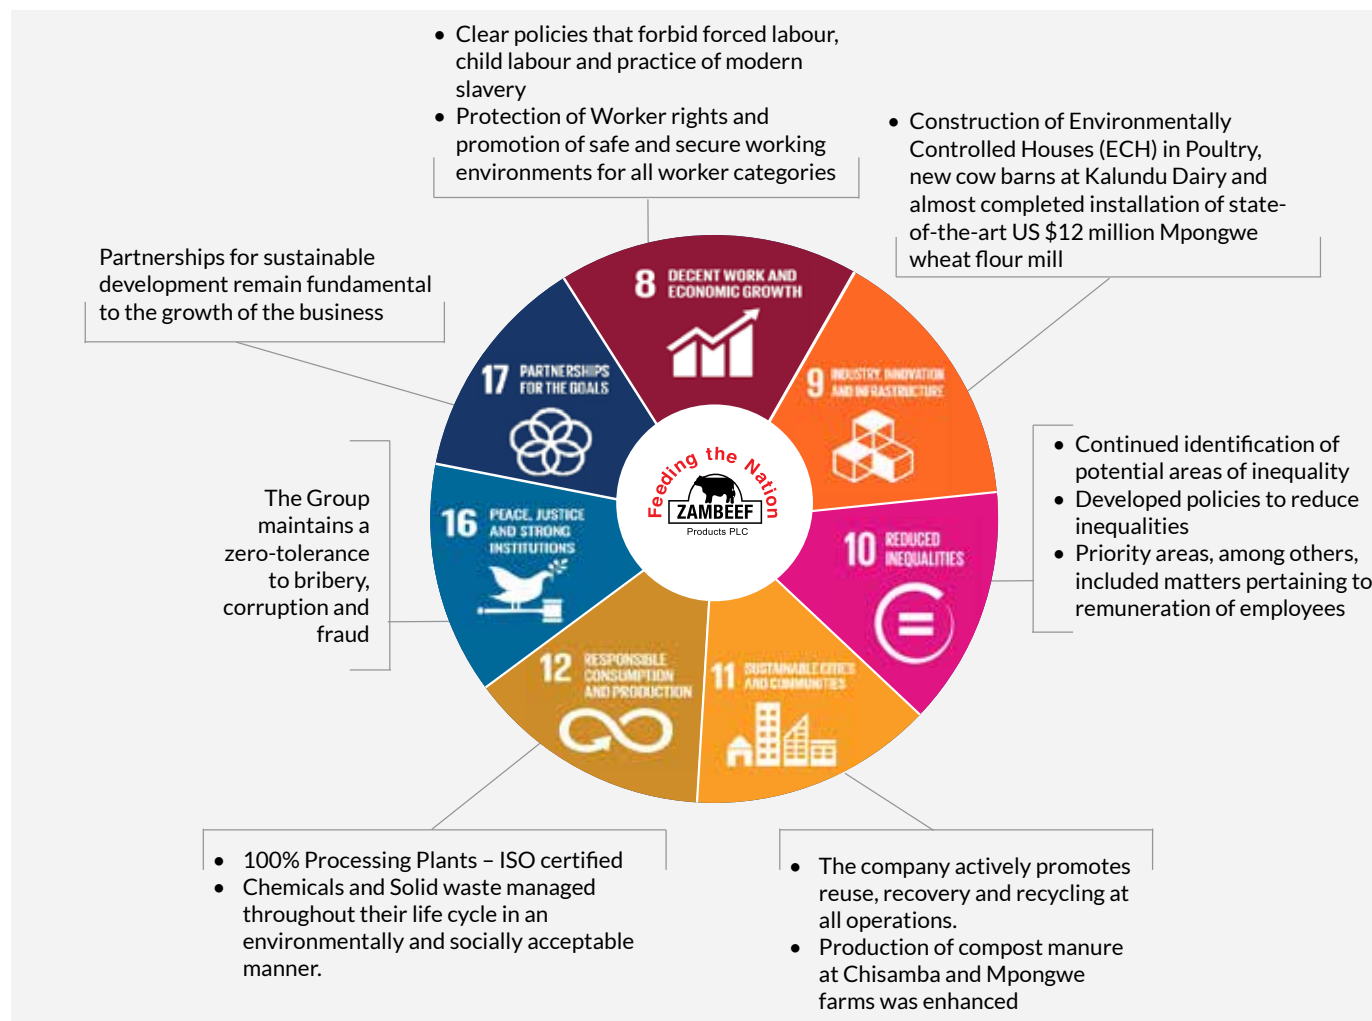 • Clear policies that forbid forced labour,
child labour and practice of modern
slavery
• Protection of Worker rights and
promotion of safe and secure working
environments for all worker categories
• Construction of Environmentally
Controlled Houses (ECH) in Poultry,
new cow barns at Kalundu Dairy and
almost completed installation of state-
of-the-art US $12 million Mpongwe
wheat flour mill
Partnerships for sustainable
development remain fundamental
to the growth of the business
8 DECENT WORK AND
ECONOMIC GROWTH
17 PARTNERSHIPS
FOR THE GOALS
9 INDUSTRY, INNOVATION
AND INFRASTRUCTURE
Feeding the Nation
ZAMBEEF
Products PLC
• Continued identification of
potential areas of inequality
• Developed policies to reduce
inequalities
• Priority areas, among others,
included matters pertaining to
remuneration of employees
The Group
maintains a
zero-tolerance
to bribery,
corruption and
fraud
16 PEACE, JUSTICE
AND STRONG
INSTITUTIONS
10 REDUCED
INEQUALITIES
12 RESPONSIBLE
CONSUMPTION
AND PRODUCTION
11 SUSTAINABLE CITIES
AND COMMUNITIES
• 100% Processing Plants – ISO certified
• Chemicals and Solid waste managed
throughout their life cycle in an
environmentally and socially acceptable
manner.
• The company actively promotes
reuse, recovery and recycling at
all operations.
• Production of compost manure
at Chisamba and Mpongwe
farms was enhanced